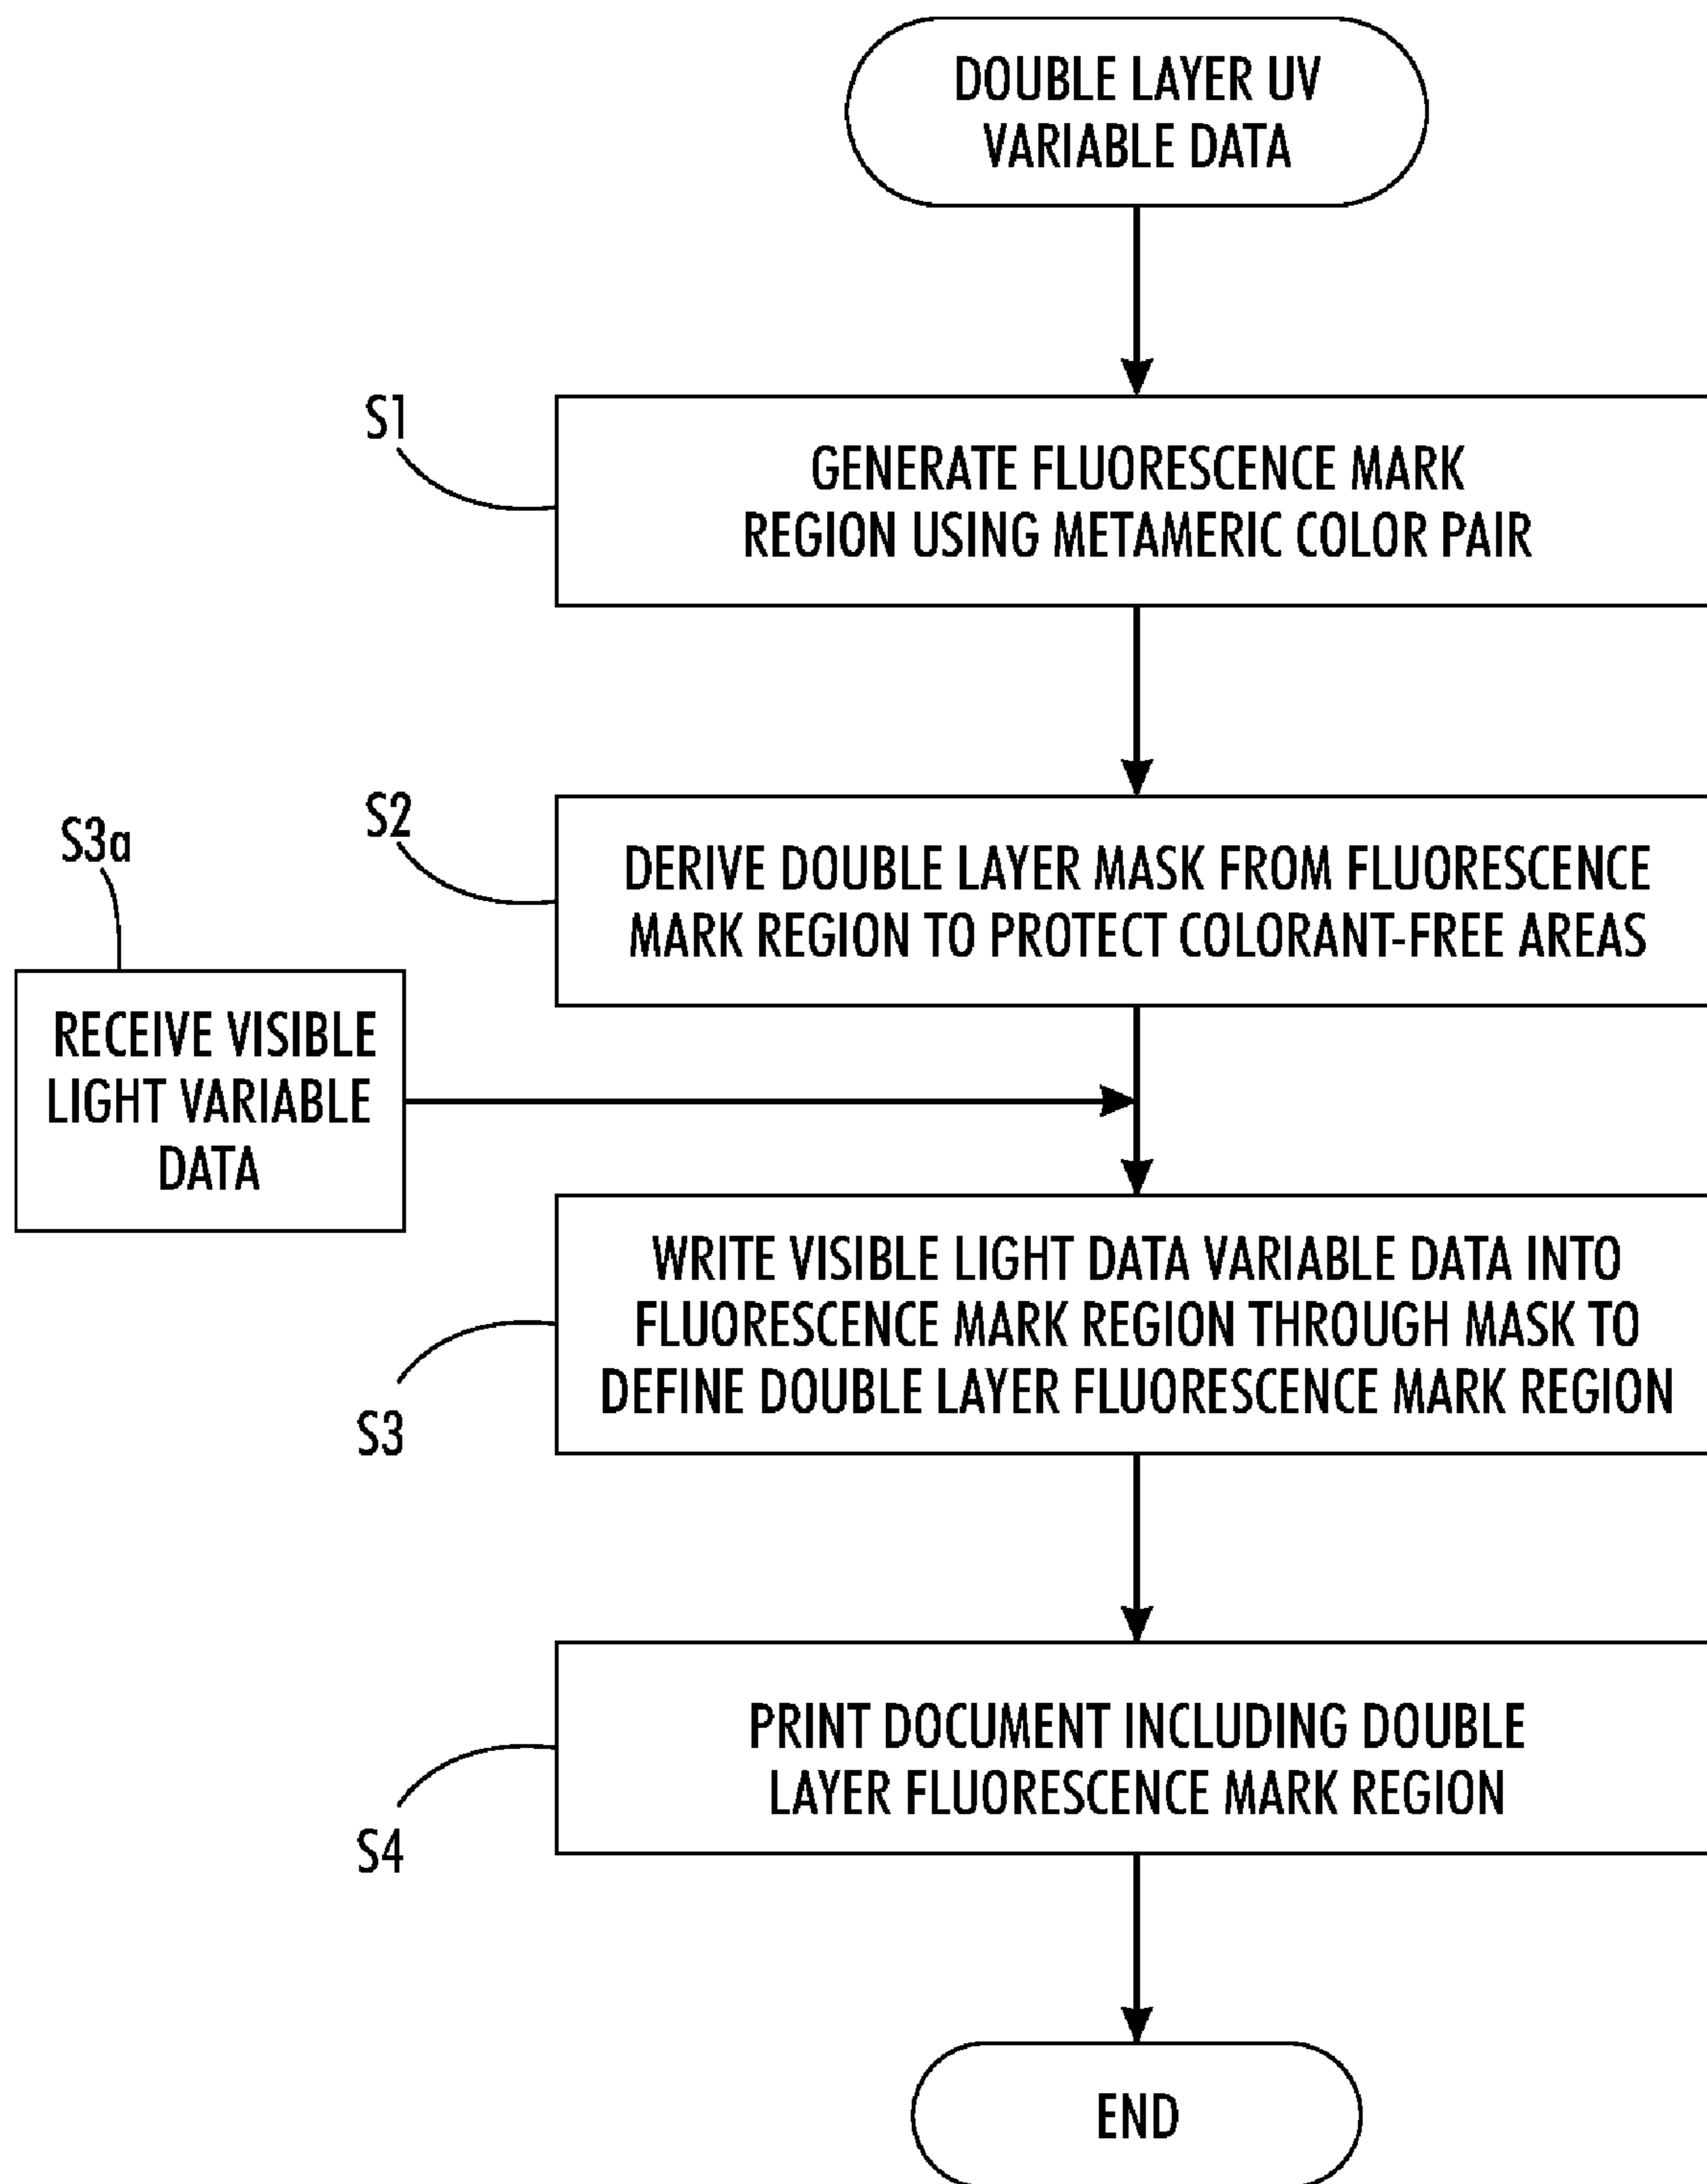 DOUBLE LAYER UV
VARIABLE DATA
S1
GENERATE FLUORESCENCE MARK
REGION USING METAMERIC COLOR PAIR
S2
DERIVE DOUBLE LAYER MASK FROM FLUORESCENCE
MARK REGION TO PROTECT COLORANT-FREE AREAS
S3a
RECEIVE VISIBLE
LIGHT VARIABLE
DATA
WRITE VISIBLE LIGHT DATA VARIABLE DATA INTO
FLUORESCENCE MARK REGION THROUGH MASK TO
DEFINE DOUBLE LAYER FLUORESCENCE MARK REGION
S3
PRINT DOCUMENT INCLUDING DOUBLE
LAYER FLUORESCENCE MARK REGION
S4
END